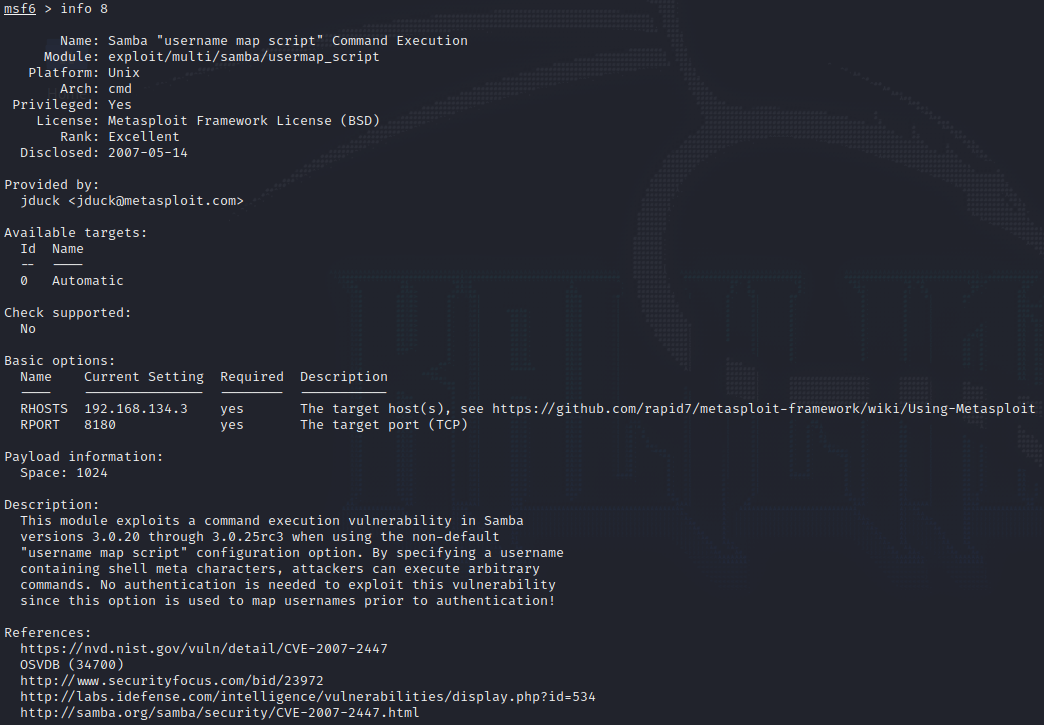 msf6 > info 8
Name: Samba "username map script" Command Execution
Module: exploit/multi/samba/usermap_script
Platform: Unix
Arch: cmd
Privileged: Yes
License: Metasploit Framework License (BSD)
Rank: Excellent
Disclosed: 2007-05-14
Provided by:
jduck <jduck@metasploit.com>
Available targets:
Id  Name
--  ----
0   Automatic
Check supported:
No
Basic options:
Name    Current Setting  Required  Description
----    ---------------  --------  -----------
RHOSTS  192.168.134.3    yes       The target host(s), see https://github.com/rapid7/metasploit-framework/wiki/Using-Metasploit
RPORT   8180             yes       The target port (TCP)
Payload information:
Space: 1024
Description:
This module exploits a command execution vulnerability in Samba
versions 3.0.20 through 3.0.25rc3 when using the non-default
"username map script" configuration option. By specifying a username
containing shell meta characters, attackers can execute arbitrary
commands. No authentication is needed to exploit this vulnerability
since this option is used to map usernames prior to authentication!
References:
https://nvd.nist.gov/vuln/detail/CVE-2007-2447
OSVDB (34700)
http://www.securityfocus.com/bid/23972
http://labs.idefense.com/intelligence/vulnerabilities/display.php?id=534
http://samba.org/samba/security/CVE-2007-2447.html